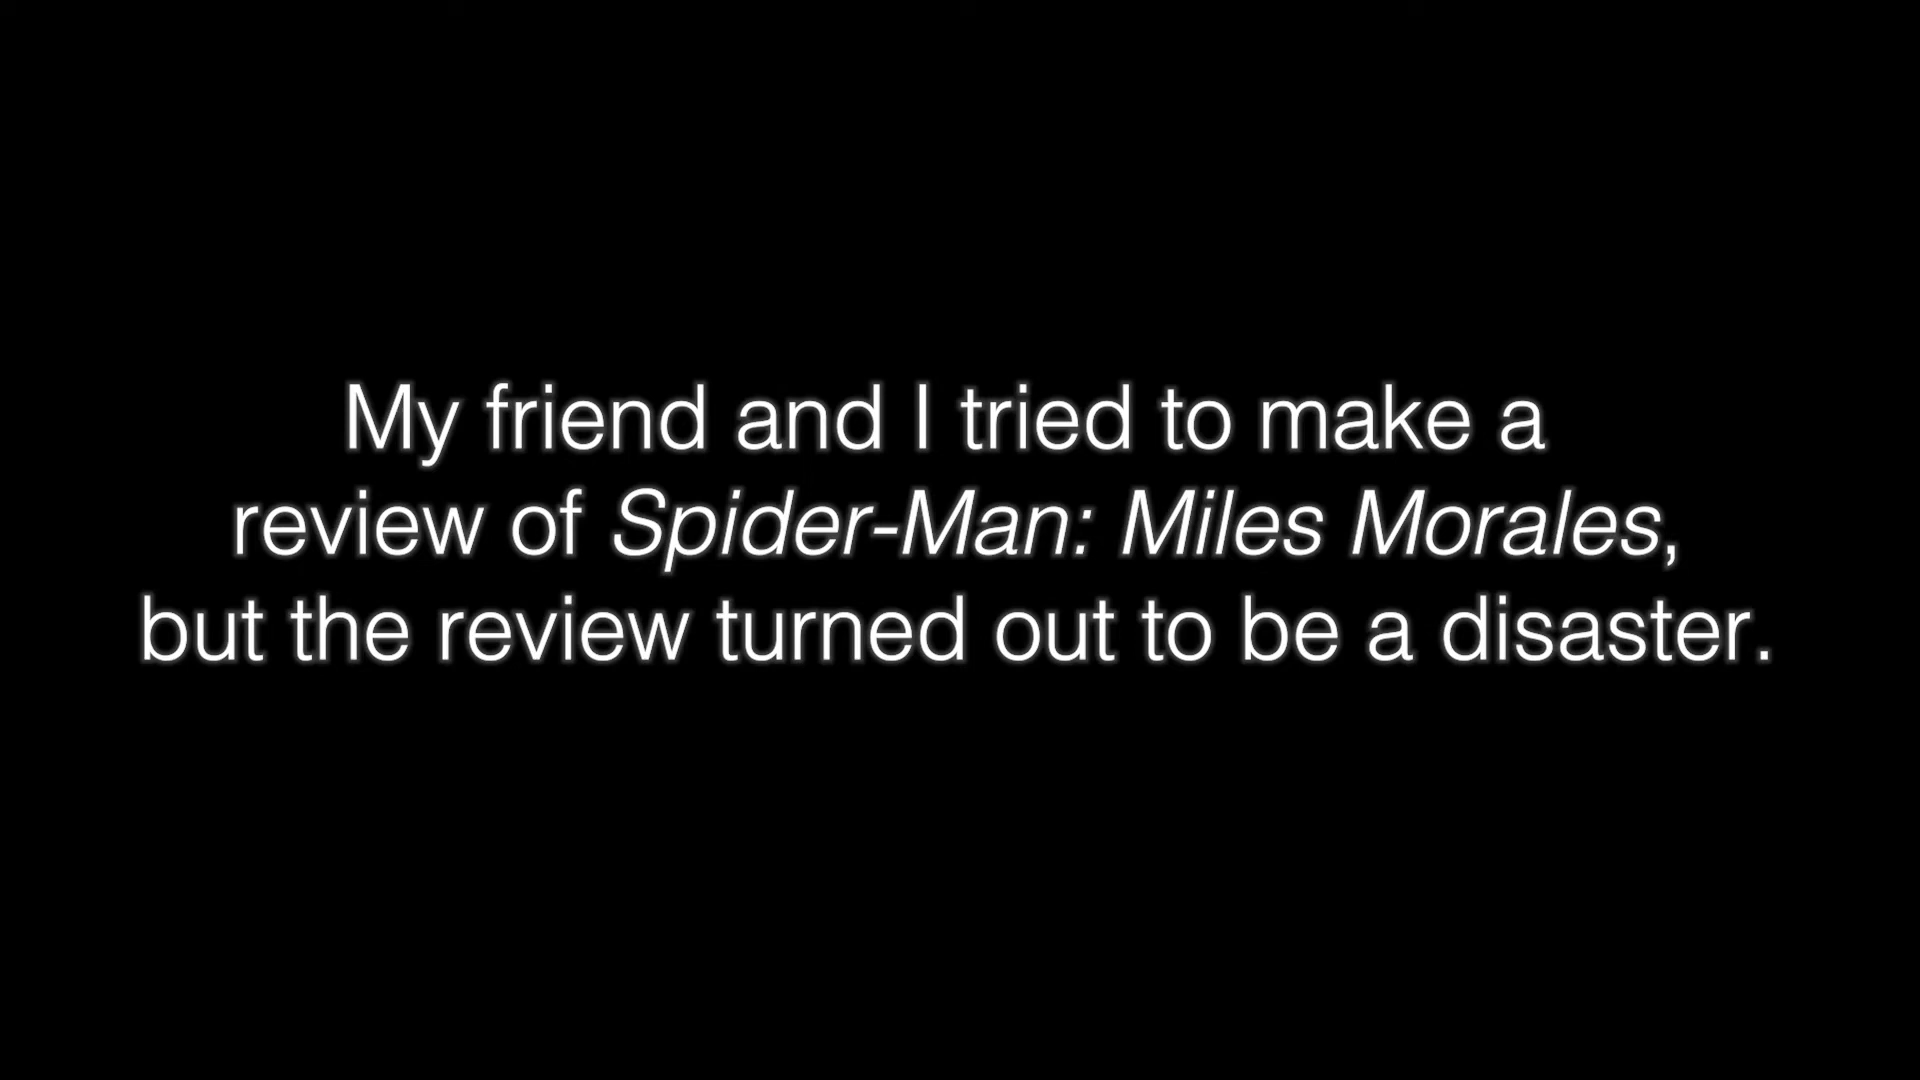 My friend and I tried to make a
review of Spider-Man: Miles Morales,
but the review turned out to be a disaster.